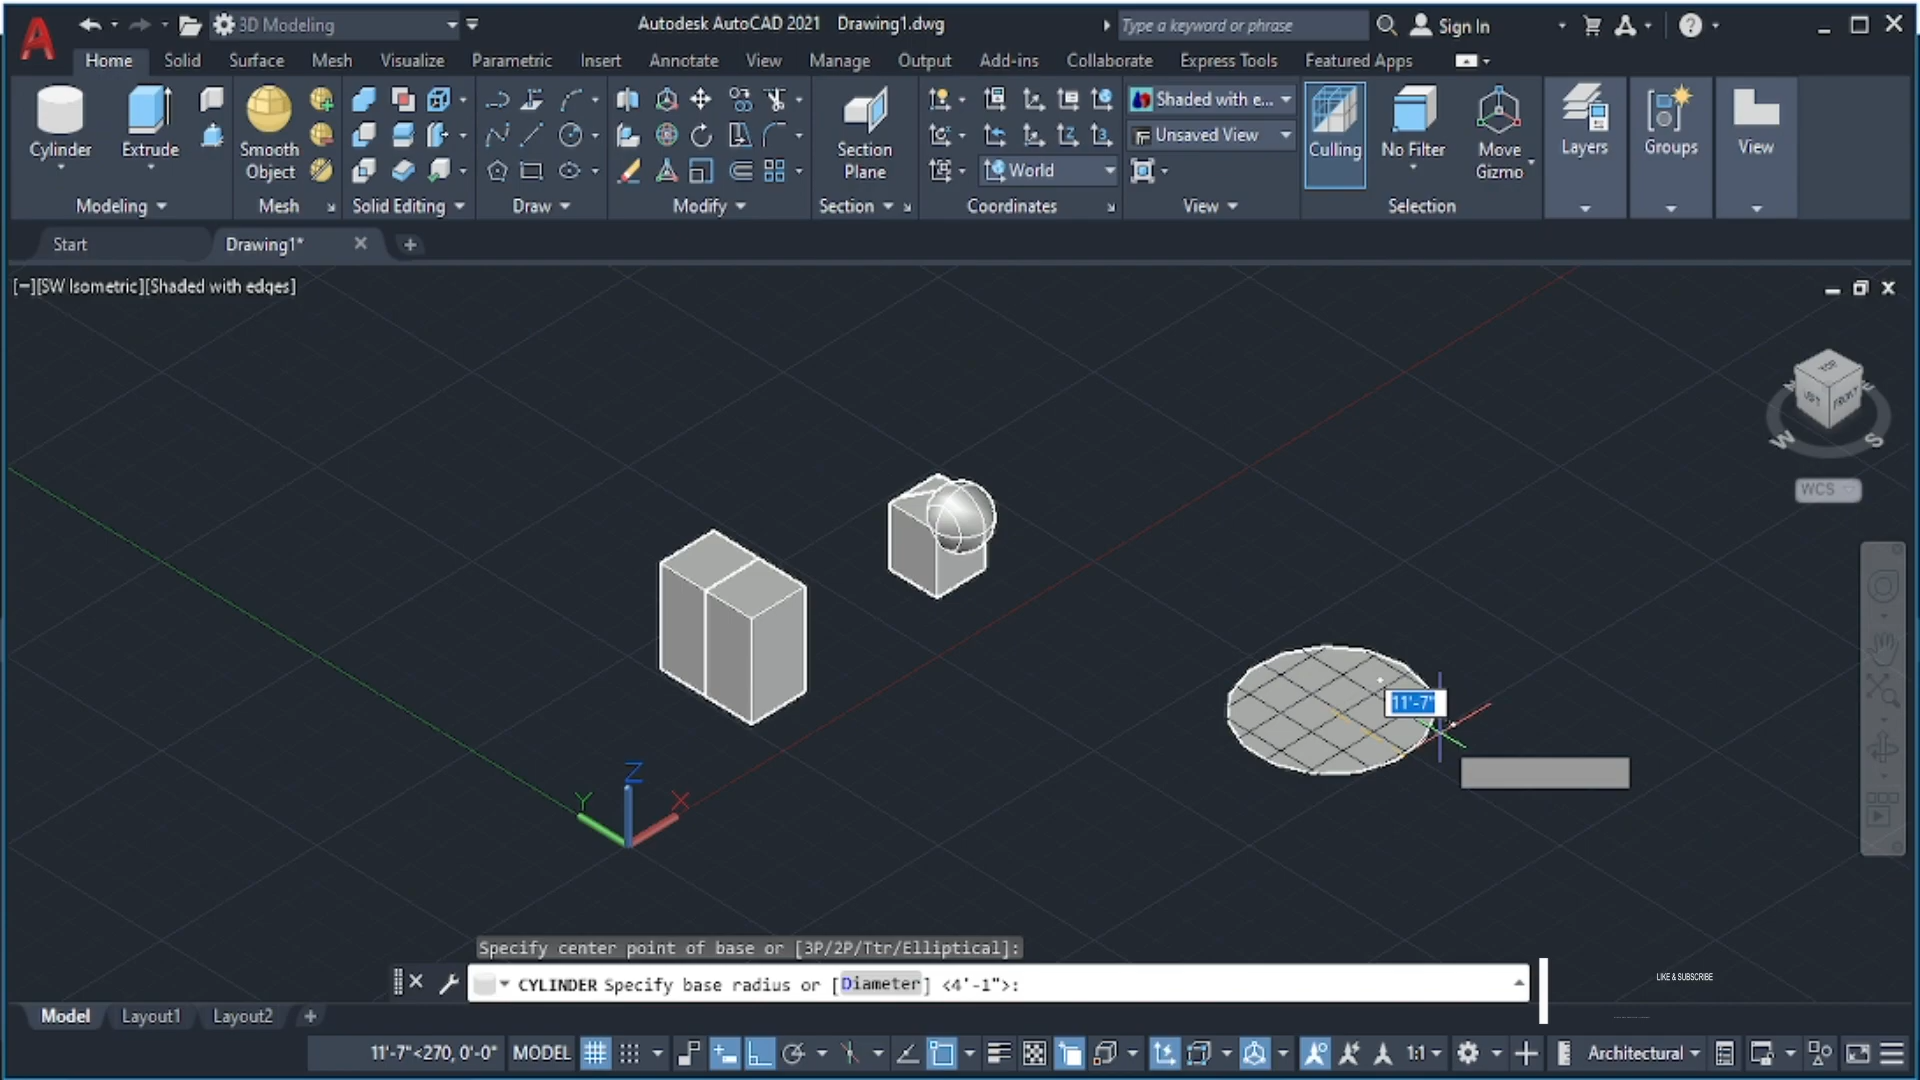 3D Modeling
Autodesk AutoCAD 2021 Drawing1.dwg
Type a keyword or phrase
Sign In
Home Solid Surface Mesh Visualize Parametric Insert Annotate View Manage Output Add-ins Collaborate Express Tools Featured Apps
Cylinder
Extrude
Smooth Object
Section Plane
Shaded with e...
Unsaved View
World
Culling
No Filter
Move Gizmo
Layers
Groups
View
Modeling Mesh Solid Editing Draw Modify Section Coordinates View Selection
Start Drawing1*
[−][SW Isometric][Shaded with edges]
TOP
LEFT
FRONT
W
S
WCS
11'-7"
Z
Y
X
Specify center point of base or [3P/2P/Ttr/Elliptical]:
CYLINDER Specify base radius or [Diameter] <4'-1">:
LIKE & SUBSCRIBE
Model Layout1 Layout2
11'-7"<270, 0'-0" MODEL 1:1 Architectural